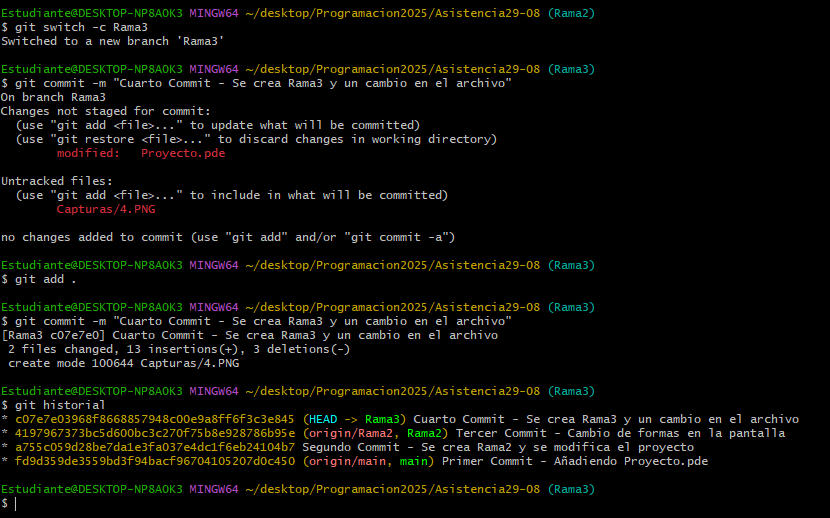 Estudiante@DESKTOP-NP8AOK3 MINGW64 ~/desktop/Programacion2025/Asistencia29-08 (Rama2)
$ git switch -c Rama3
Switched to a new branch 'Rama3'
Estudiante@DESKTOP-NP8AOK3 MINGW64 ~/desktop/Programacion2025/Asistencia29-08 (Rama3)
$ git commit -m "Cuarto Commit - Se crea Rama3 y un cambio en el archivo"
On branch Rama3
Changes not staged for commit:
  (use "git add <file>..." to update what will be committed)
  (use "git restore <file>..." to discard changes in working directory)
        modified:   Proyecto.pde
Untracked files:
  (use "git add <file>..." to include in what will be committed)
        Capturas/4.PNG
no changes added to commit (use "git add" and/or "git commit -a")
Estudiante@DESKTOP-NP8AOK3 MINGW64 ~/desktop/Programacion2025/Asistencia29-08 (Rama3)
$ git add .
Estudiante@DESKTOP-NP8AOK3 MINGW64 ~/desktop/Programacion2025/Asistencia29-08 (Rama3)
$ git commit -m "Cuarto Commit - Se crea Rama3 y un cambio en el archivo"
[Rama3 c07e7e0] Cuarto Commit - Se crea Rama3 y un cambio en el archivo
 2 files changed, 13 insertions(+), 3 deletions(-)
 create mode 100644 Capturas/4.PNG
Estudiante@DESKTOP-NP8AOK3 MINGW64 ~/desktop/Programacion2025/Asistencia29-08 (Rama3)
$ git historial
* c07e7e03968f8668857948c00e9a8ff6f3c3e845 (HEAD -> Rama3) Cuarto Commit - Se crea Rama3 y un cambio en el archivo
* 4197967373bc5d600bc3c270f75b8e928786b95e (origin/Rama2, Rama2) Tercer Commit - Cambio de formas en la pantalla
* a755c059d28be7da1e3fa037e4dc1f6eb24104b7 Segundo Commit - Se crea Rama2 y se modifica el proyecto
* fd9d359de3559bd3f94bacf96704105207d0c450 (origin/main, main) Primer Commit - Añadiendo Proyecto.pde
Estudiante@DESKTOP-NP8AOK3 MINGW64 ~/desktop/Programacion2025/Asistencia29-08 (Rama3)
$